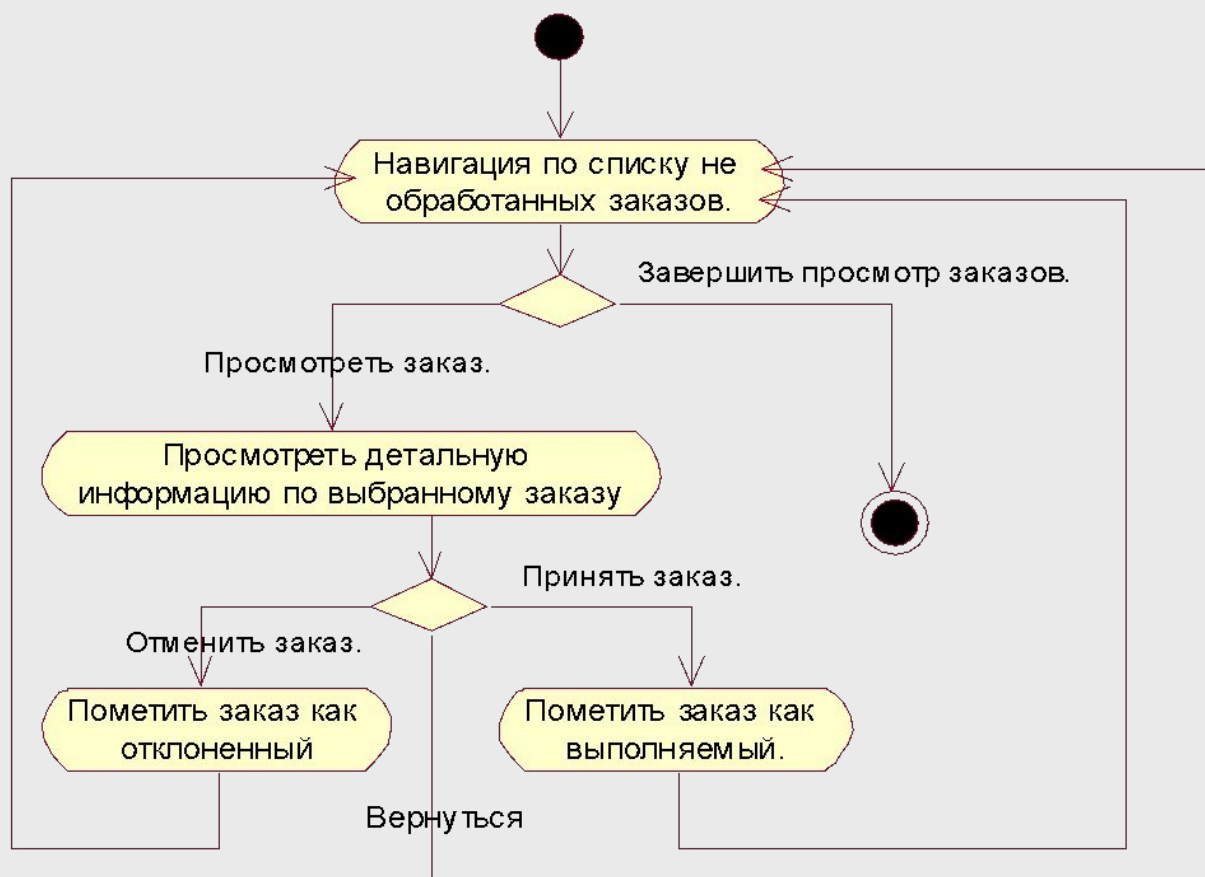 Навигация по списку не
обработанных заказов.
Завершить просмотр заказов.
Просмотреть заказ.
Просмотреть детальную
информацию по выбранному заказу
Принять заказ.
Отменить заказ.
Пометить заказ как
отклоненный
Пометить заказ как
выполняемый.
Вернуться